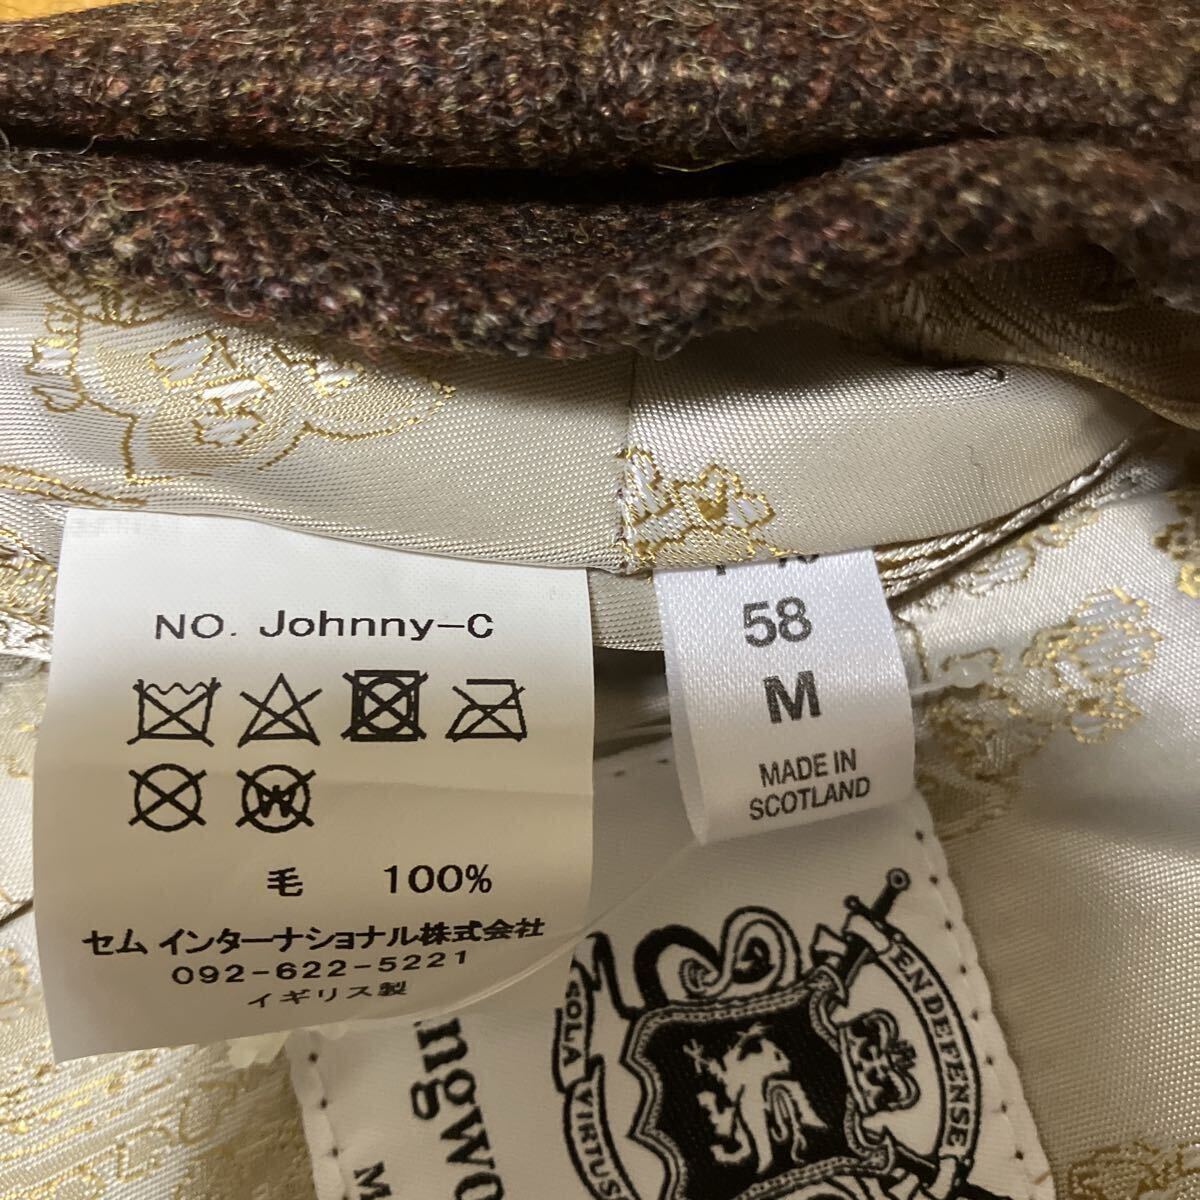 NO. Johnny-C
W
毛 100%
セム インターナショナル株式会社
092-622-5221
イギリス製
58
M
MADE IN
SCOTLAND
ENDEFENSE
SOLA VIRTUS